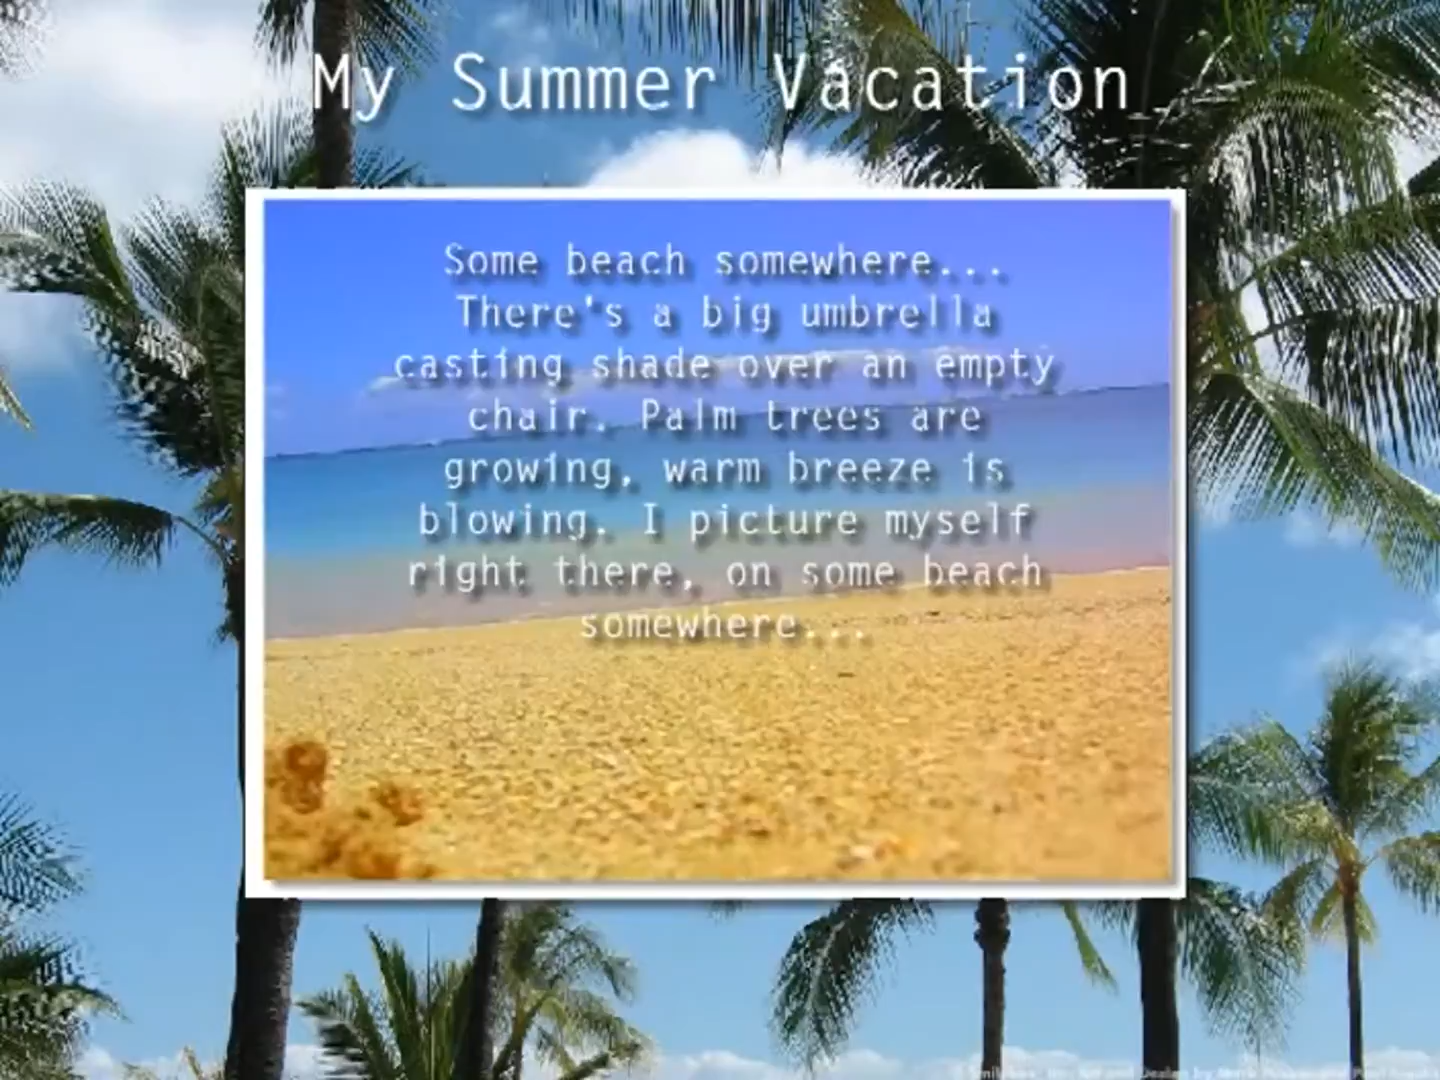 My Summer Vacation
Some beach somewhere...
There's a big umbrella
casting shade over an empty
chair. Palm trees are
growing, warm breeze is
blowing. I picture myself
right there, on some beach
somewhere...